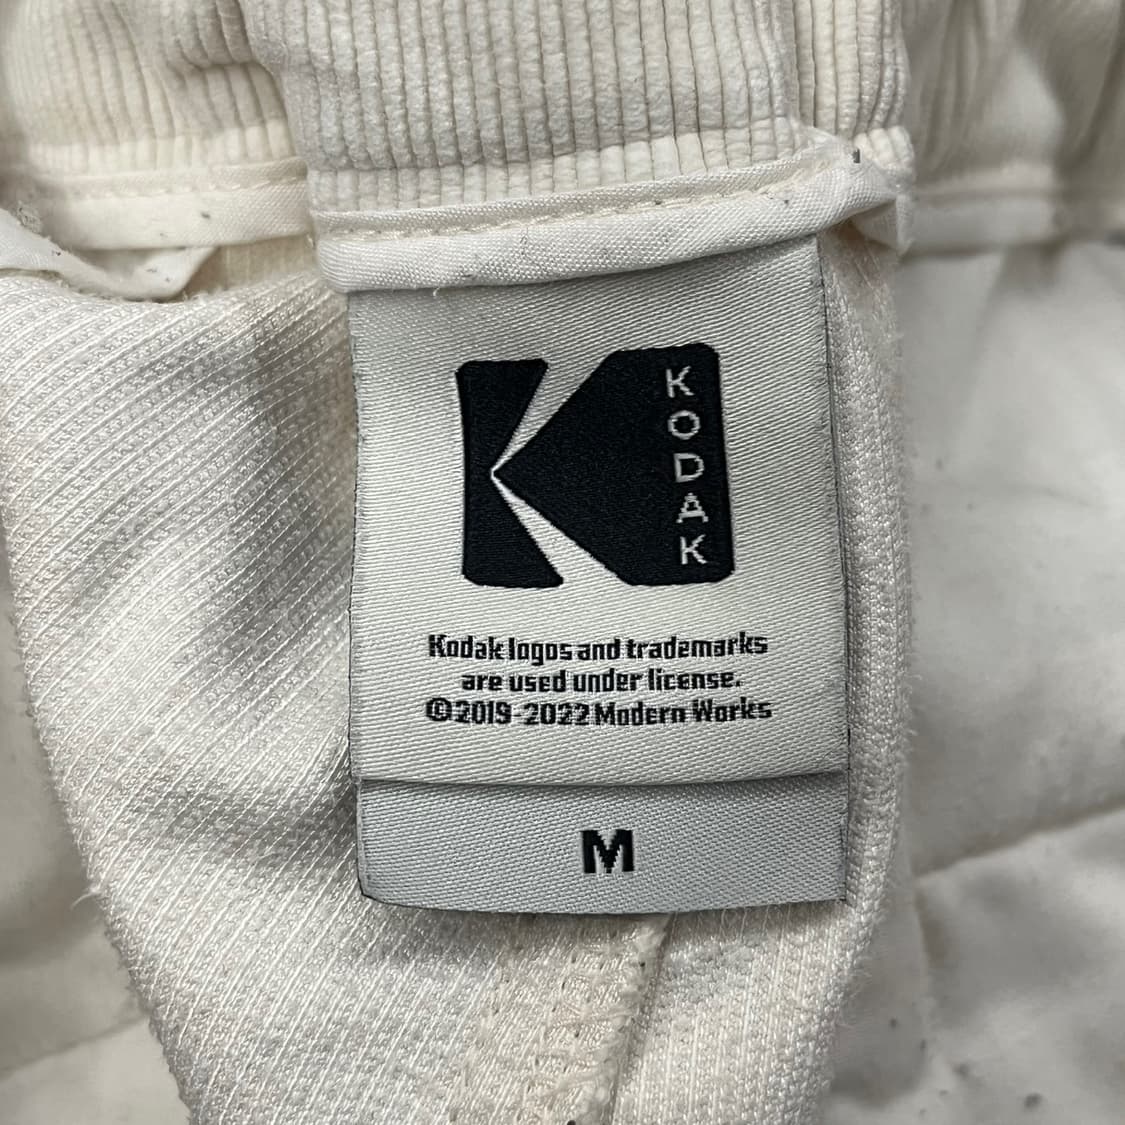 KODAK
Kodak logos and trademarks
are used under license.
©2019-2022 Modern Works
M